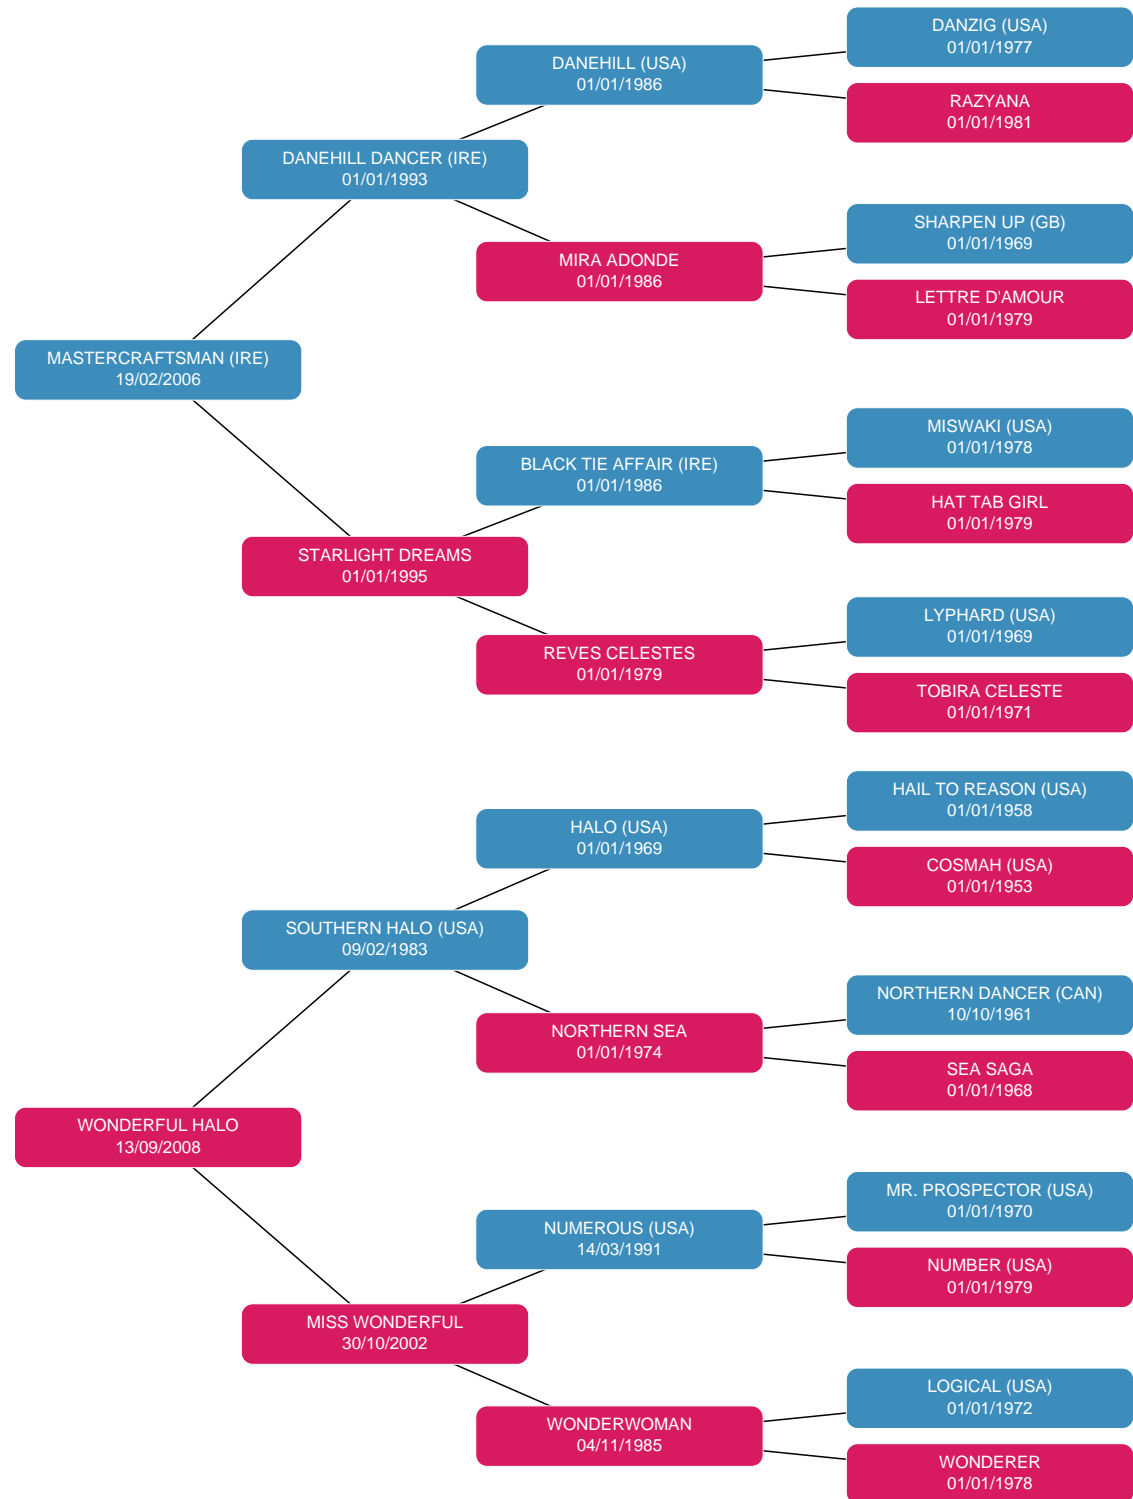 DANZIG (USA)
01/01/1977
DANEHILL (USA)
01/01/1986
RAZYANA
01/01/1981
DANEHILL DANCER (IRE)
01/01/1993
SHARPEN UP (GB)
01/01/1969
MIRA ADONDE
01/01/1986
LETTRE D'AMOUR
01/01/1979
MASTERCRAFTSMAN (IRE)
19/02/2006
MISWAKI (USA)
01/01/1978
BLACK TIE AFFAIR (IRE)
01/01/1986
HAT TAB GIRL
01/01/1979
STARLIGHT DREAMS
01/01/1995
LYPHARD (USA)
01/01/1969
REVES CELESTES
01/01/1979
TOBIRA CELESTE
01/01/1971
HAIL TO REASON (USA)
01/01/1958
HALO (USA)
01/01/1969
COSMAH (USA)
01/01/1953
SOUTHERN HALO (USA)
09/02/1983
NORTHERN DANCER (CAN)
10/10/1961
NORTHERN SEA
01/01/1974
SEA SAGA
01/01/1968
WONDERFUL HALO
13/09/2008
MR. PROSPECTOR (USA)
01/01/1970
NUMEROUS (USA)
14/03/1991
NUMBER (USA)
01/01/1979
MISS WONDERFUL
30/10/2002
LOGICAL (USA)
01/01/1972
WONDERWOMAN
04/11/1985
WONDERER
01/01/1978